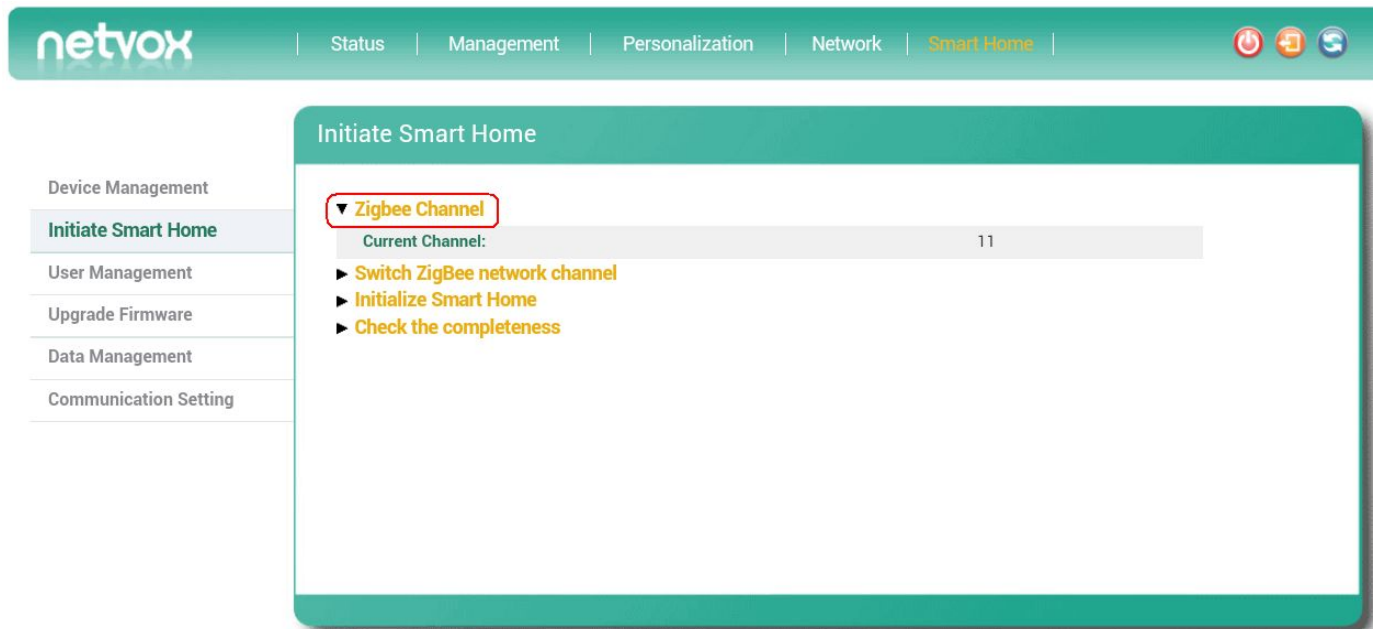 netvox
Status
Management
Personalization
Network
Smart Home
Initiate Smart Home
Device Management
Initiate Smart Home
User Management
Upgrade Firmware
Data Management
Communication Setting
Zigbee Channel
Current Channel: 11
Switch ZigBee network channel
Initialize Smart Home
Check the completeness